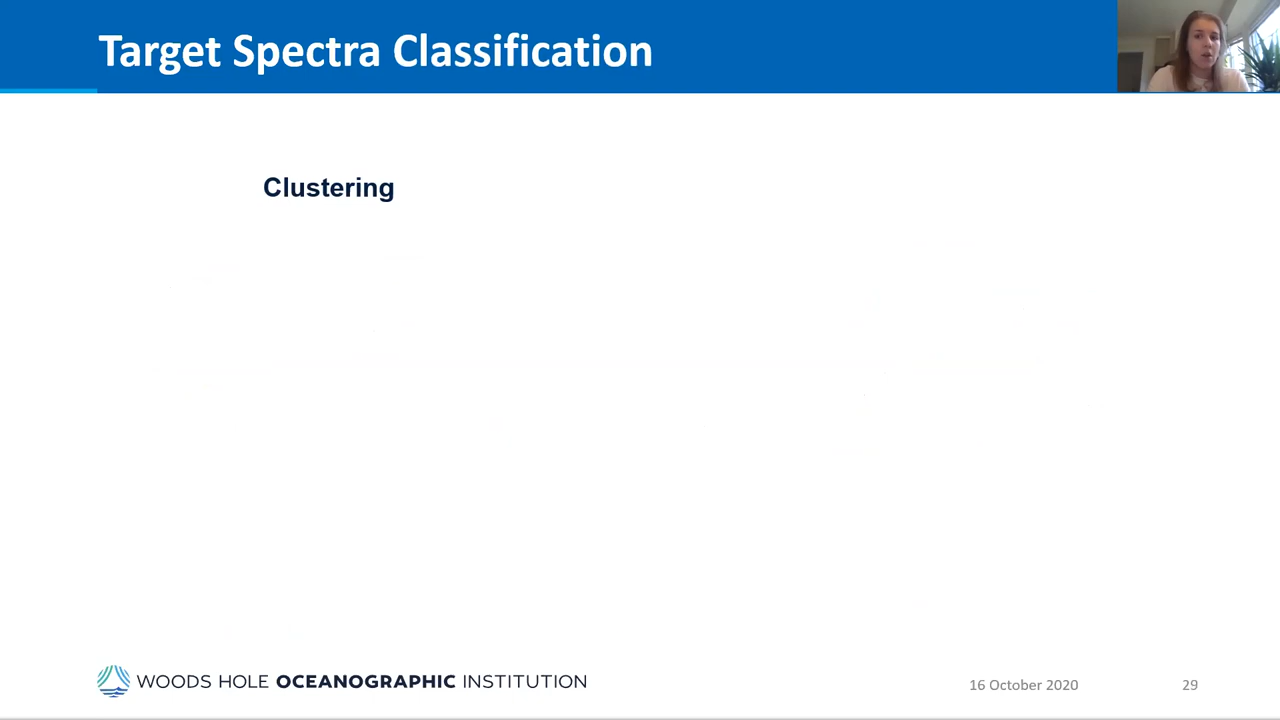 Target Spectra Classification
Clustering
WOODS HOLE OCEANOGRAPHIC INSTITUTION
16 October 2020
29